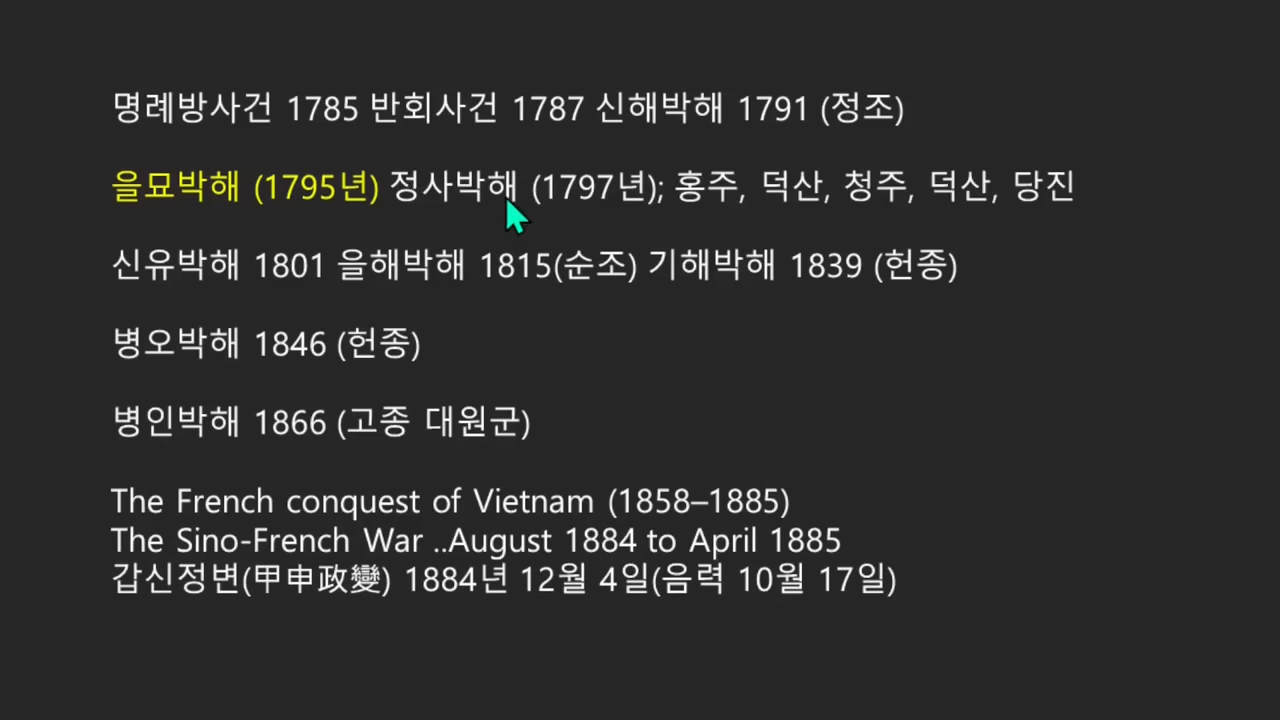 명례방사건 1785 반회사건 1787 신해박해 1791 (정조)
을묘박해 (1795년) 정사박해 (1797년); 홍주, 덕산, 청주, 덕산, 당진
신유박해 1801 을해박해 1815(순조) 기해박해 1839 (헌종)
병오박해 1846 (헌종)
병인박해 1866 (고종 대원군)
The French conquest of Vietnam (1858–1885)
The Sino-French War ..August 1884 to April 1885
갑신정변(甲申政變) 1884년 12월 4일(음력 10월 17일)